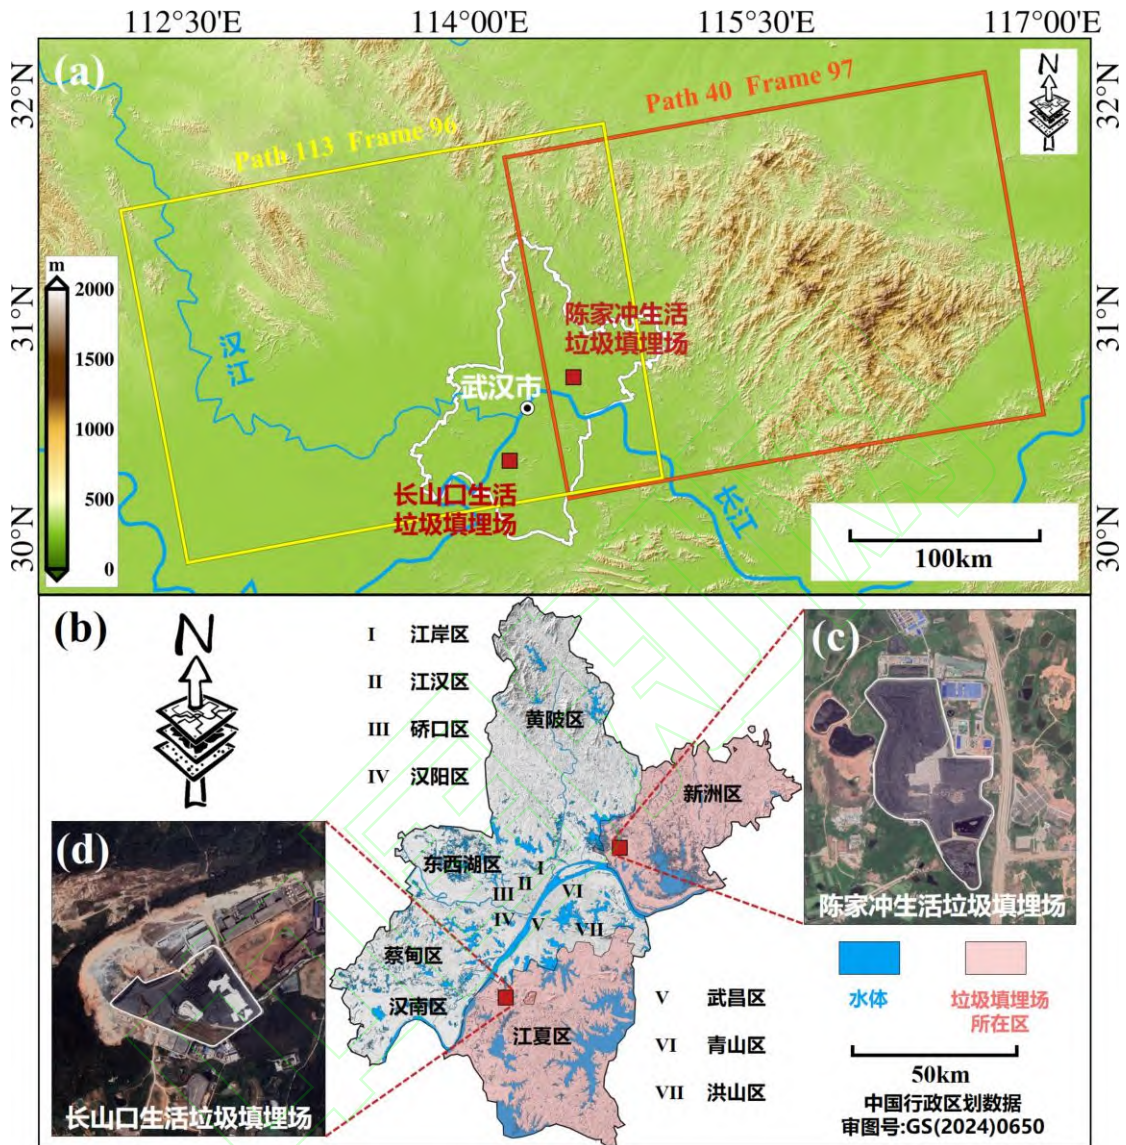 112°30'E
114°00'E
115°30'E
117°00'E
(a)
N
32°N
32°N
Path 113 Frame 96
Path 40 Frame 97
m
2000
1500
1000
500
0
31°N
31°N
汉江
陈家冲生活
垃圾填埋场
武汉市
长山口生活
垃圾填埋场
长江
30°N
30°N
100km
(b)
N
I 江岸区
II 江汉区
III 硚口区
IV 汉阳区
黄陂区
新洲区
东西湖区
I
II
III
IV
V
VI
VII
蔡甸区
汉南区
江夏区
(c)
陈家冲生活垃圾填埋场
(d)
长山口生活垃圾填埋场
水体
垃圾填埋场
所在区
V 武昌区
VI 青山区
VII 洪山区
50km
中国行政区划数据
审图号:GS(2024)0650